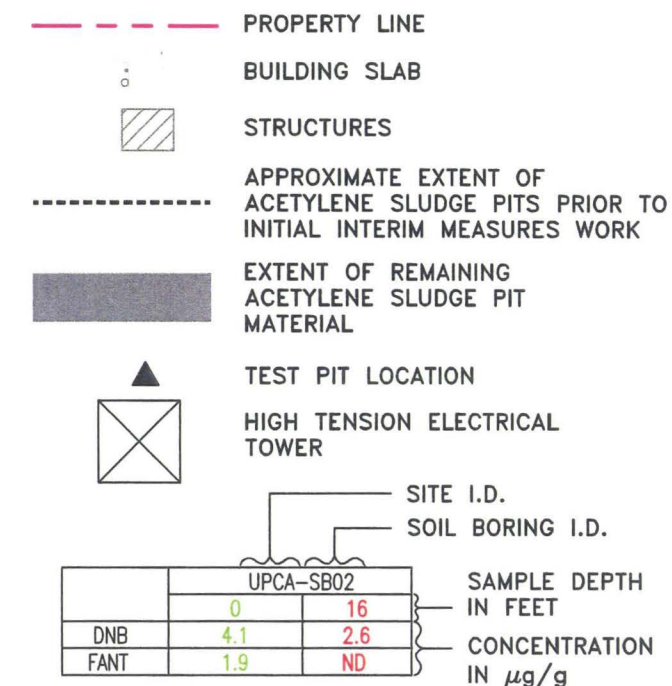 PROPERTY LINE
BUILDING SLAB
STRUCTURES
APPROXIMATE EXTENT OF
ACETYLENE SLUDGE PITS PRIOR TO
INITIAL INTERIM MEASURES WORK
EXTENT OF REMAINING
ACETYLENE SLUDGE PIT
MATERIAL
TEST PIT LOCATION
HIGH TENSION ELECTRICAL
TOWER
SITE I.D.
SOIL BORING I.D.
UPCA-SB02
0 16
DNB 4.1 2.6
FANT 1.9 ND
SAMPLE DEPTH
IN FEET
CONCENTRATION
IN μg/g